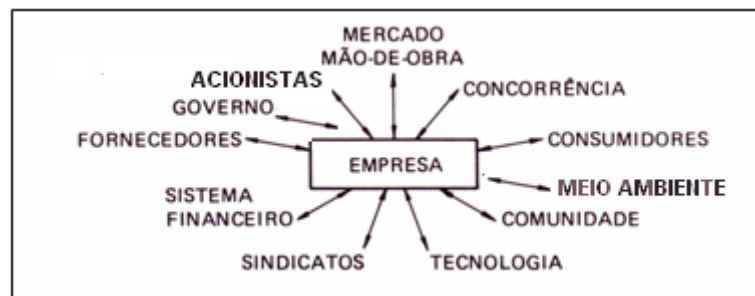 MERCADO
MÃO-DE-OBRA
ACIONISTAS
GOVERNO
CONCORRÊNCIA
FORNECEDORES
CONSUMIDORES
EMPRESA
MEIO AMBIENTE
SISTEMA
FINANCEIRO
COMUNIDADE
SINDICATOS
TECNOLOGIA